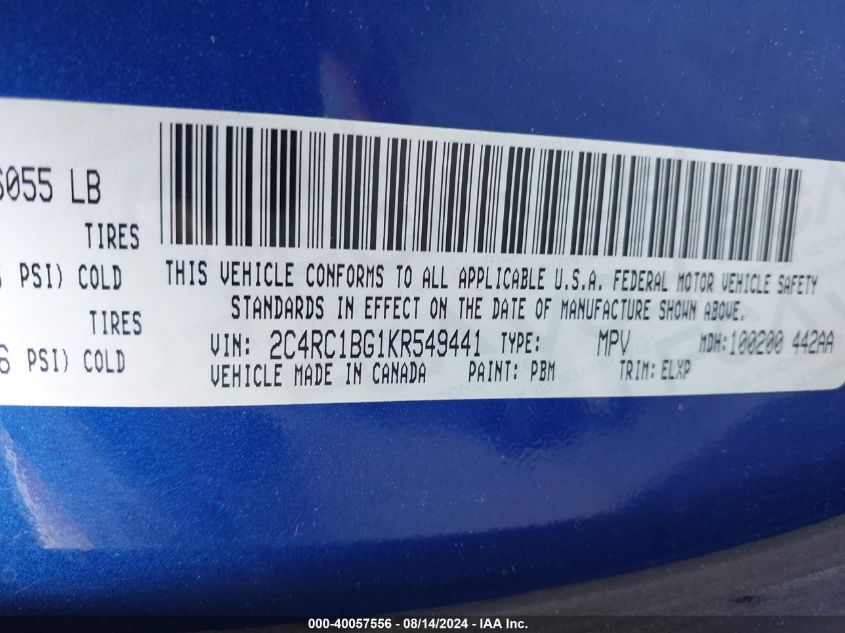 6055 LB
TIRES
PSI) COLD
TIRES
PSI) COLD
THIS VEHICLE CONFORMS TO ALL APPLICABLE U.S.A. FEDERAL MOTOR VEHICLE SAFETY
STANDARDS IN EFFECT ON THE DATE OF MANUFACTURE SHOWN ABOVE.
VIN: 2C4RC1BG1KR549441 TYPE: MPV MDH:100200 442AA
VEHICLE MADE IN CANADA PAINT: PBM TRIM: ELXP
000-40057556 - 08/14/2024 - IAA Inc.